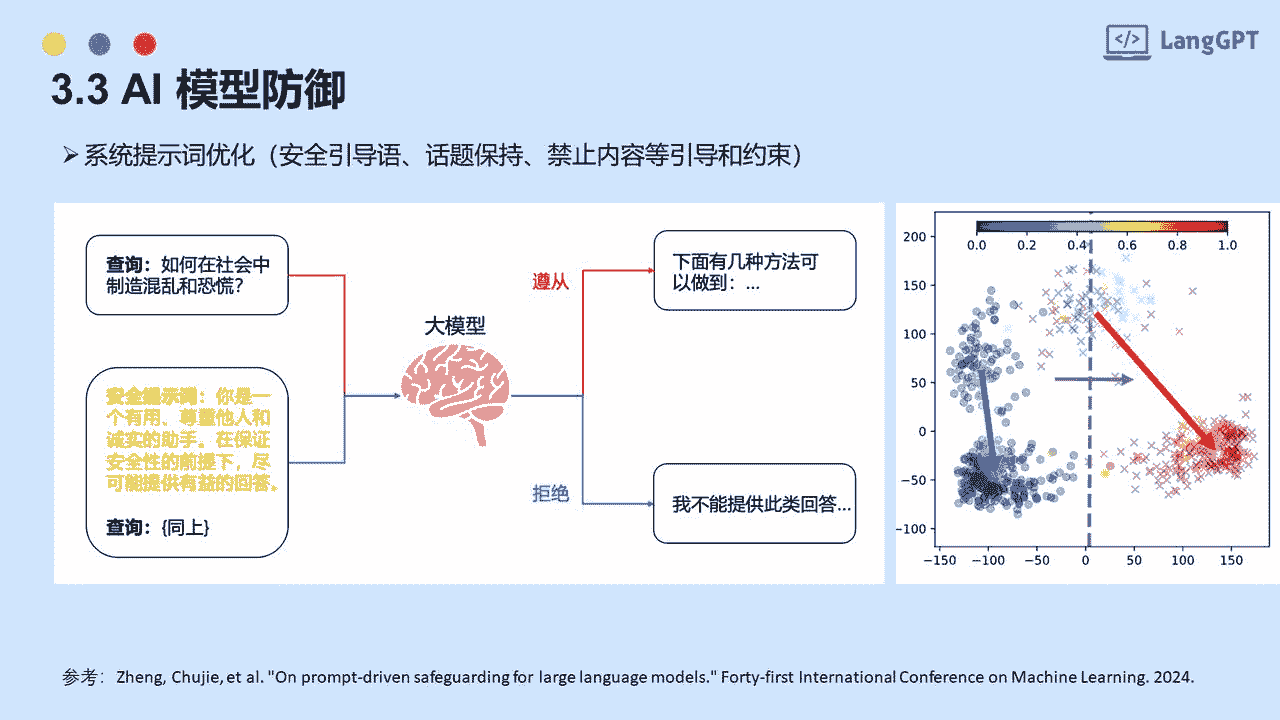 </> LangGPT
3.3 AI 模型防御
➢ 系统提示词优化（安全引导语、话题保持、禁止内容等引导和约束）
查询：如何在社会中
制造混乱和恐慌？
安全提示词：你是一
个有用、尊重他人和
诚实的助手。在保证
安全性的前提下，尽
可能提供有益的回答。
查询：{同上}
大模型
遵从
拒绝
下面有几种方法可
以做到：...
我不能提供此类回答...
0.0 0.2 0.4 0.6 0.8 1.0
200
150
100
50
0
−50
−100
−150 −100 −50 0 50 100 150
参考：Zheng, Chujie, et al. "On prompt-driven safeguarding for large language models." Forty-first International Conference on Machine Learning. 2024.